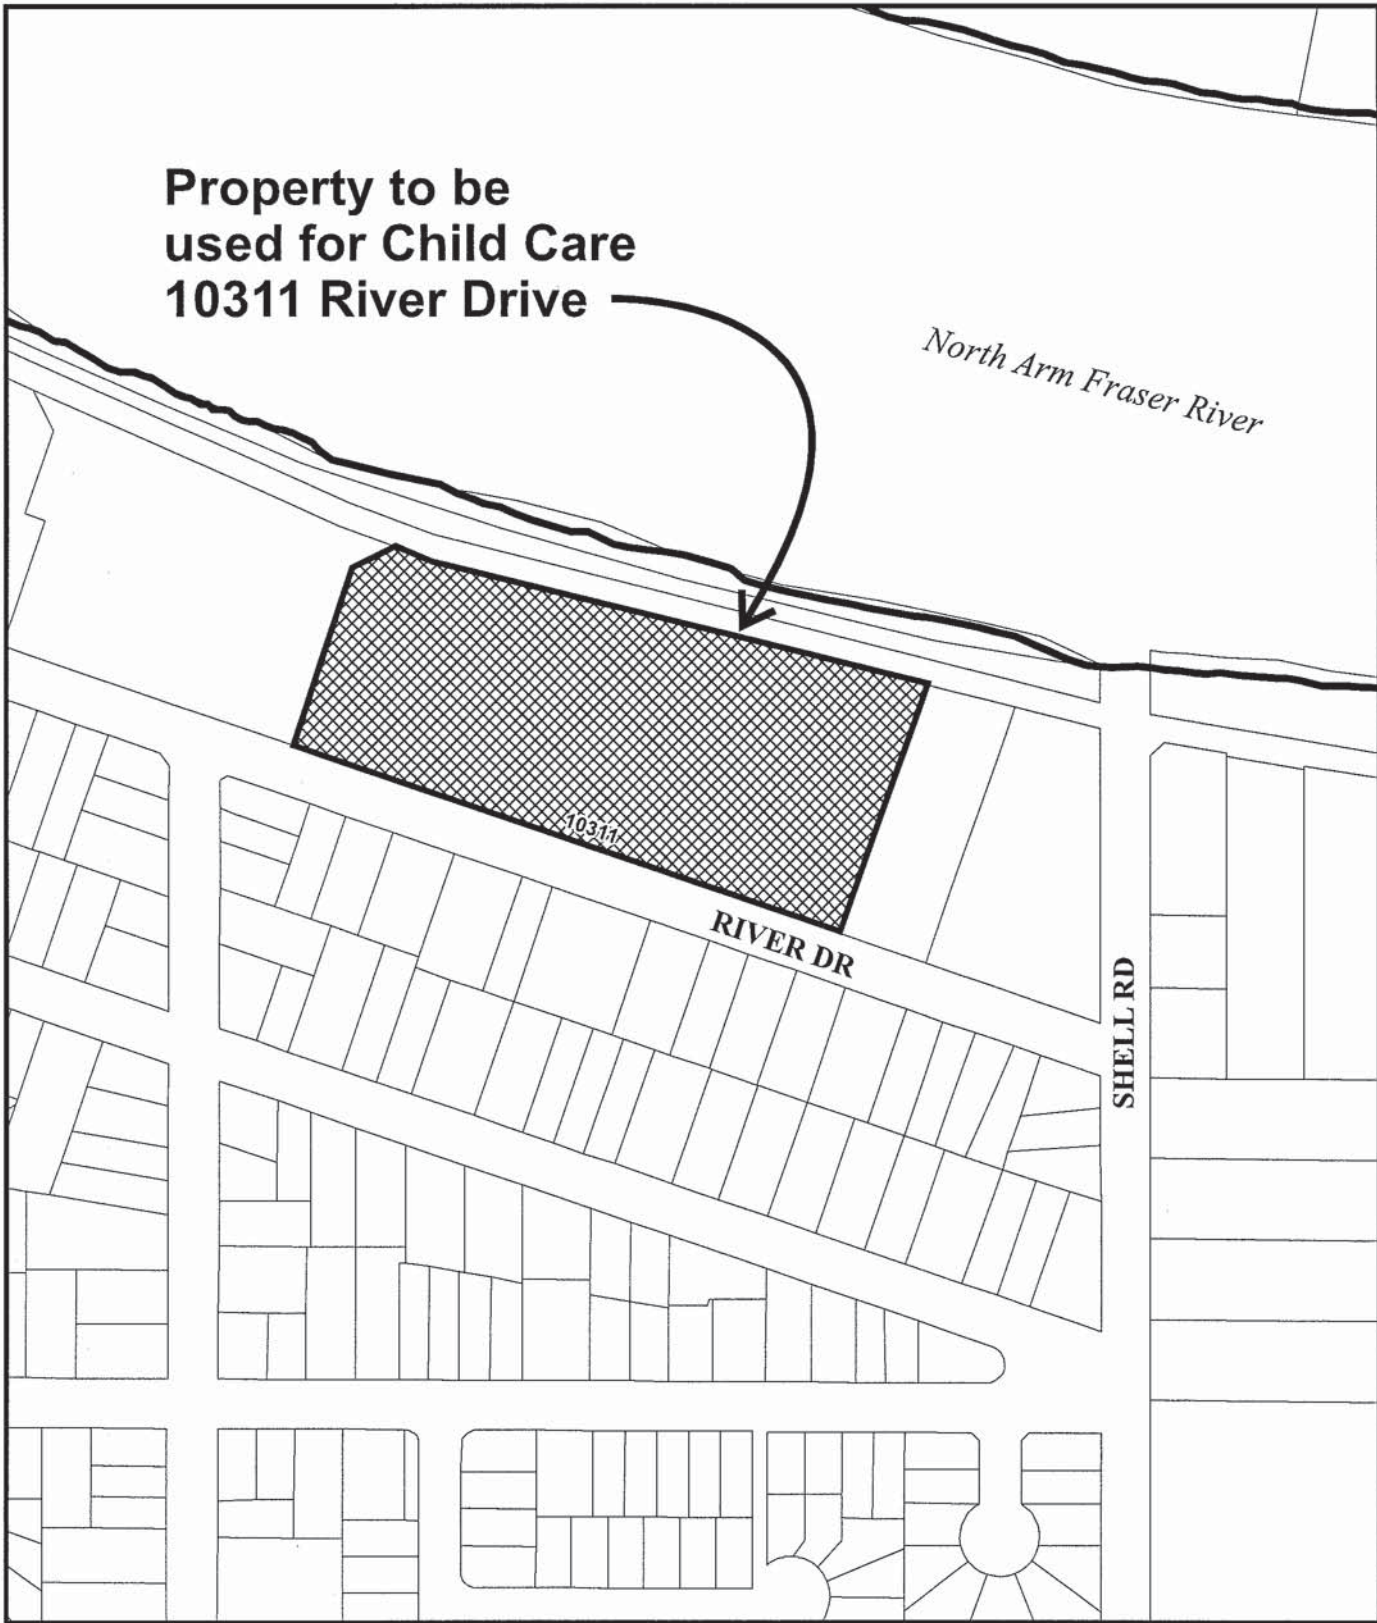 Property to be
used for Child Care
10311 River Drive
North Arm Fraser River
10311
RIVER DR
SHELL RD